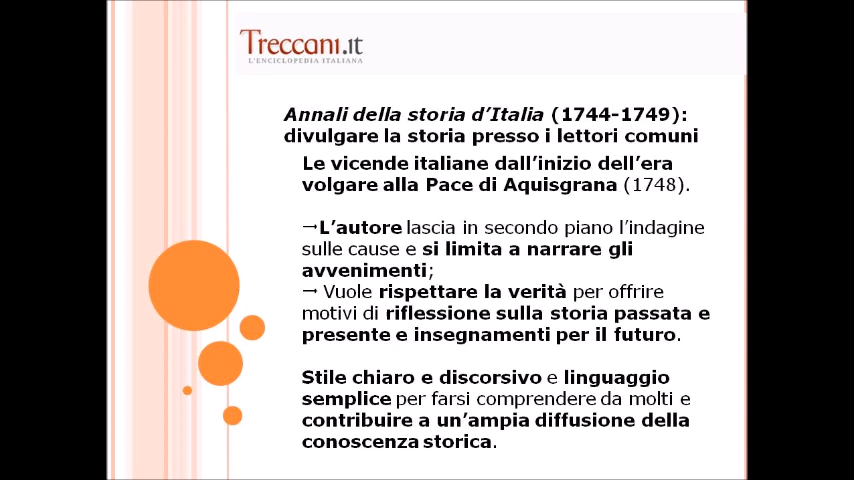 Treccani.it
L'ENCICLOPEDIA ITALIANA
Annali della storia d'Italia (1744-1749):
divulgare la storia presso i lettori comuni
Le vicende italiane dall'inizio dell'era
volgare alla Pace di Aquisgrana (1748).
→L'autore lascia in secondo piano l'indagine
sulle cause e si limita a narrare gli
avvenimenti;
→ Vuole rispettare la verità per offrire
motivi di riflessione sulla storia passata e
presente e insegnamenti per il futuro.
Stile chiaro e discorsivo e linguaggio
semplice per farsi comprendere da molti e
contribuire a un'ampia diffusione della
conoscenza storica.